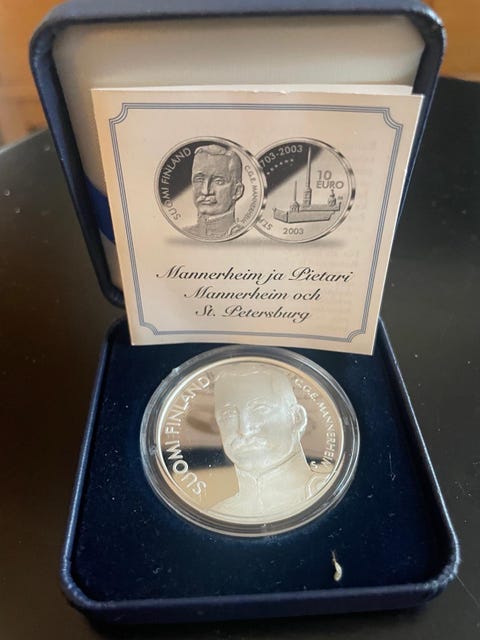 SUOMI FINLAND
C.G.E. MANNERHEIM
1703-2003
10
EURO
2003
Mannerheim ja Pietari
Mannerheim och
St. Petersburg
SUOMI FINLAND
C.G.E. MANNERHEIM
S